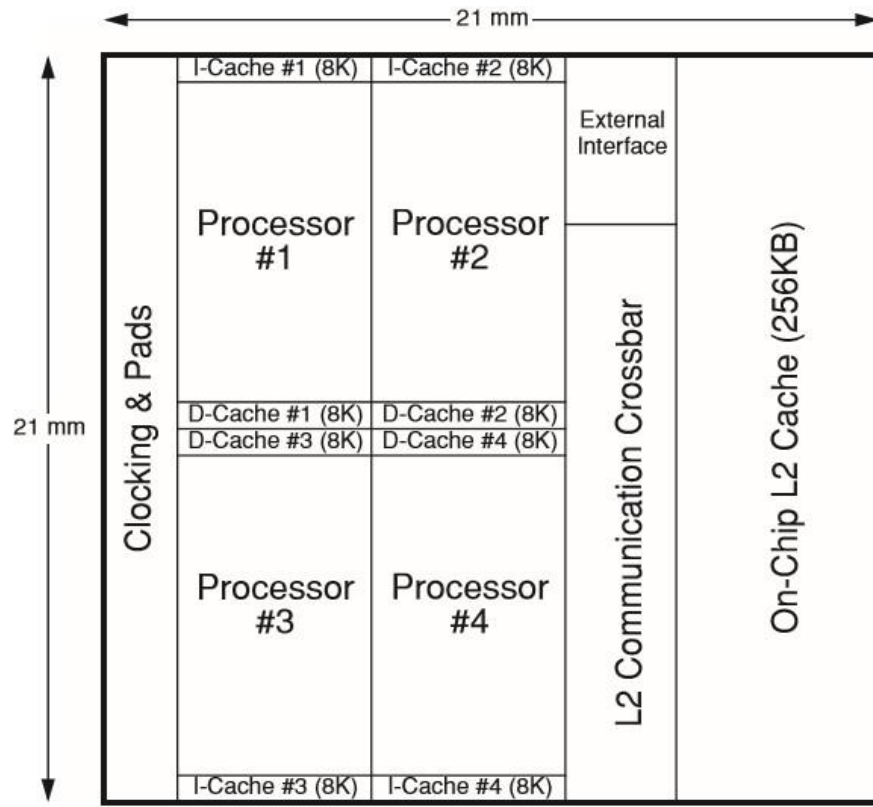 21 mm
21 mm
Clocking & Pads
I-Cache #1 (8K)
I-Cache #2 (8K)
Processor
#1
Processor
#2
D-Cache #1 (8K)
D-Cache #2 (8K)
D-Cache #3 (8K)
D-Cache #4 (8K)
Processor
#3
Processor
#4
I-Cache #3 (8K)
I-Cache #4 (8K)
External
Interface
L2 Communication Crossbar
On-Chip L2 Cache (256KB)